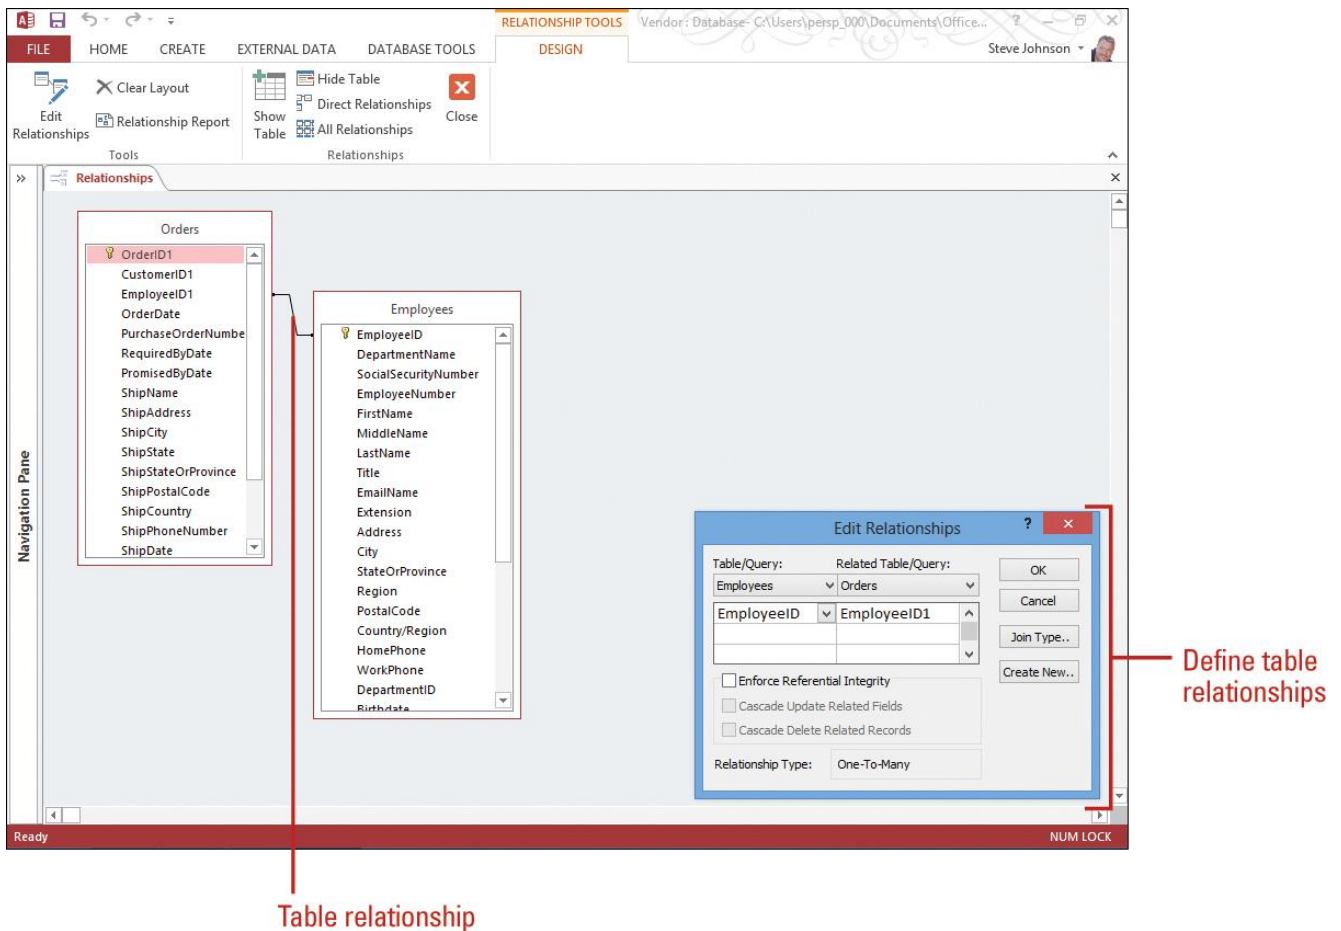 RELATIONSHIP TOOLS
Vendor : Database- C:\Users\persp_000\Documents\Office...
?
FILE
HOME
CREATE
EXTERNAL DATA
DATABASE TOOLS
DESIGN
Steve Johnson
Edit
Relationships
Clear Layout
Relationship Report
Tools
Show
Table
Hide Table
Direct Relationships
All Relationships
Close
Relationships
Relationships
Navigation Pane
Orders
OrderID1
CustomerID1
EmployeeID1
OrderDate
PurchaseOrderNumbe
RequiredByDate
PromisedByDate
ShipName
ShipAddress
ShipCity
ShipState
ShipStateOrProvince
ShipPostalCode
ShipCountry
ShipPhoneNumber
ShipDate
Employees
EmployeeID
DepartmentName
SocialSecurityNumber
EmployeeNumber
FirstName
MiddleName
LastName
Title
EmailName
Extension
Address
City
StateOrProvince
Region
PostalCode
Country/Region
HomePhone
WorkPhone
DepartmentID
Birthdate
Edit Relationships
?
Table/Query:
Related Table/Query:
Employees
Orders
EmployeeID
EmployeeID1
Enforce Referential Integrity
Cascade Update Related Fields
Cascade Delete Related Records
Relationship Type:
One-To-Many
OK
Cancel
Join Type..
Create New..
Define table
relationships
Ready
NUM LOCK
Table relationship